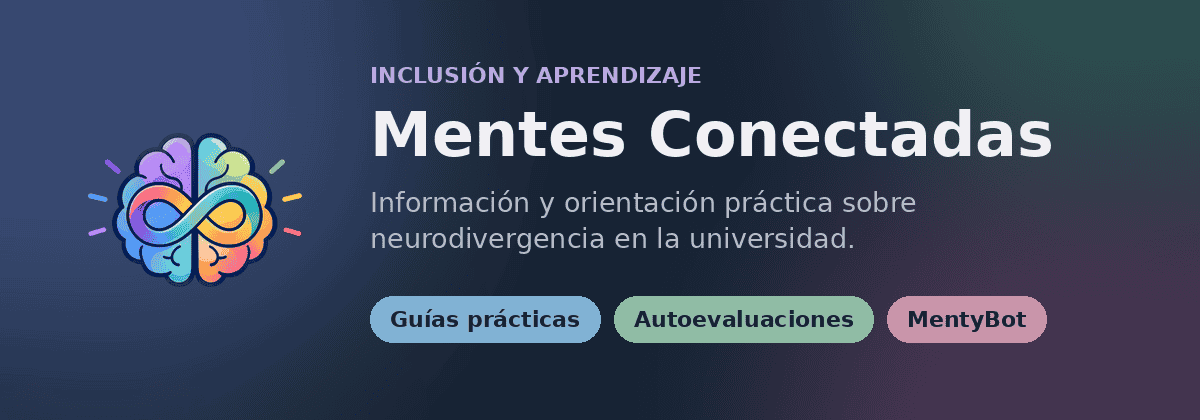 INCLUSIÓN Y APRENDIZAJE
Mentes Conectadas
Información y orientación práctica sobre
neurodivergencia en la universidad.
Guías prácticas
Autoevaluaciones
MentyBot